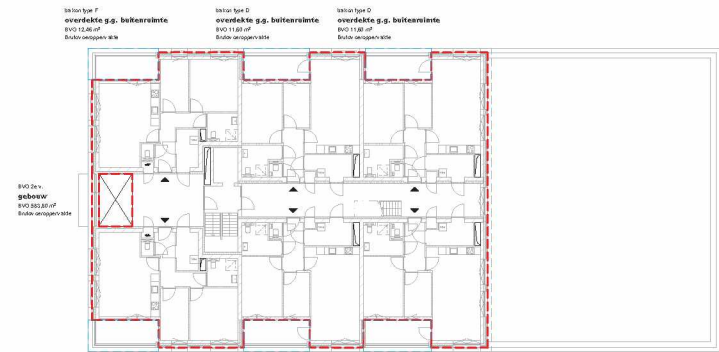 balkon type F
overdekte g.g. buitenruimte
BVO 12,46 m²
Bruto vloeroppervlakte
balkon type D
overdekte g.g. buitenruimte
BVO 11,60 m²
Bruto vloeroppervlakte
balkon type D
overdekte g.g. buitenruimte
BVO 11,60 m²
Bruto vloeroppervlakte
BVO 2e v.
gebouw
BVO 583,80 m²
Bruto vloeroppervlakte